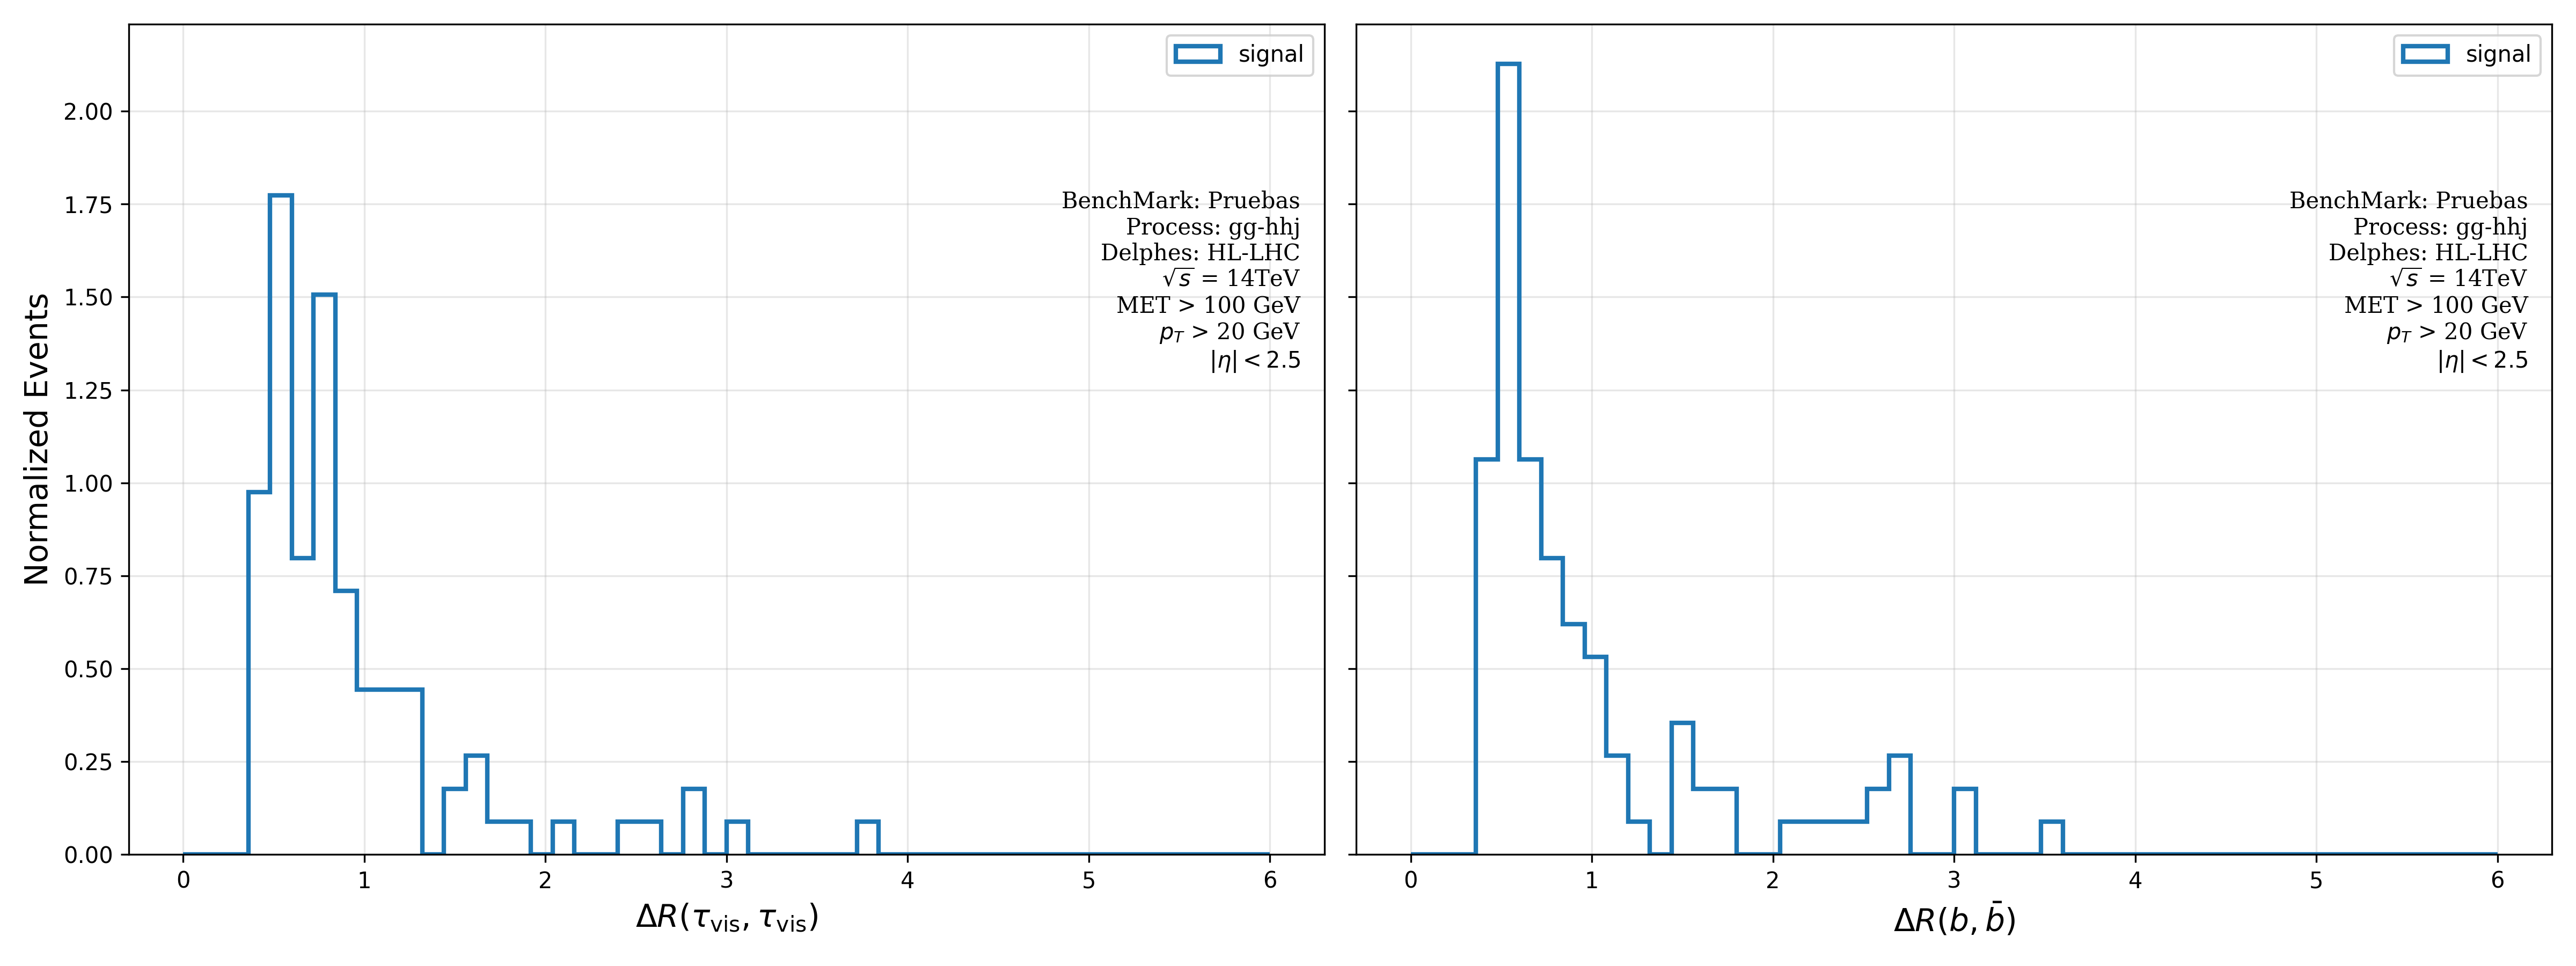 Normalized Events
2.00
1.75
1.50
1.25
1.00
0.75
0.50
0.25
0.00
signal
BenchMark: Pruebas
Process: gg-hhj
Delphes: HL-LHC
√s = 14TeV
MET > 100 GeV
p_T > 20 GeV
|η| < 2.5
0 1 2 3 4 5 6
ΔR(τ_vis, τ_vis)
signal
BenchMark: Pruebas
Process: gg-hhj
Delphes: HL-LHC
√s = 14TeV
MET > 100 GeV
p_T > 20 GeV
|η| < 2.5
0 1 2 3 4 5 6
ΔR(b, b̄)